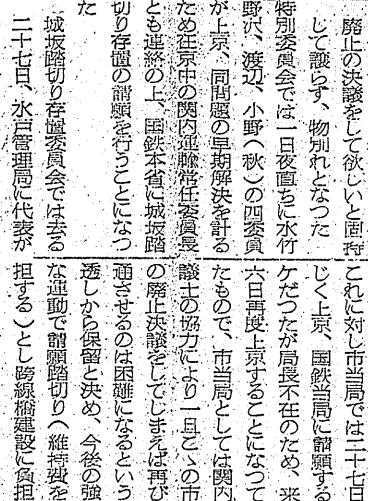 廃止の決議をして欲しいと固持
して譲らず、物別れとなつた
特別委員会では一日夜直ちに水竹
野沢、渡辺、小野(秋)の四委員
が上京、同問題の早期解決を計る
ため在京中の関内運輸常任委員長
とも連絡の上、国鉄本省に城坂踏
切り存置の請願を行うことになつ
た
城坂踏切り存置委員会では去る
二十七日、水戸管理局に代表が
これに対し市当局では二十七日
じく上京、国鉄当局に請願する
ケだつたが局長不在のため、来
六日再度上京することになつて
たもので、市当局としては関内
議士の協力により一旦こゝの市
の廃止決議をしてしまえば再び
通させるのは困難になるという
透しから保留と決め、今後の強
な運動で請願踏切り(維持費を
担する)とし跨線橋建設に負担